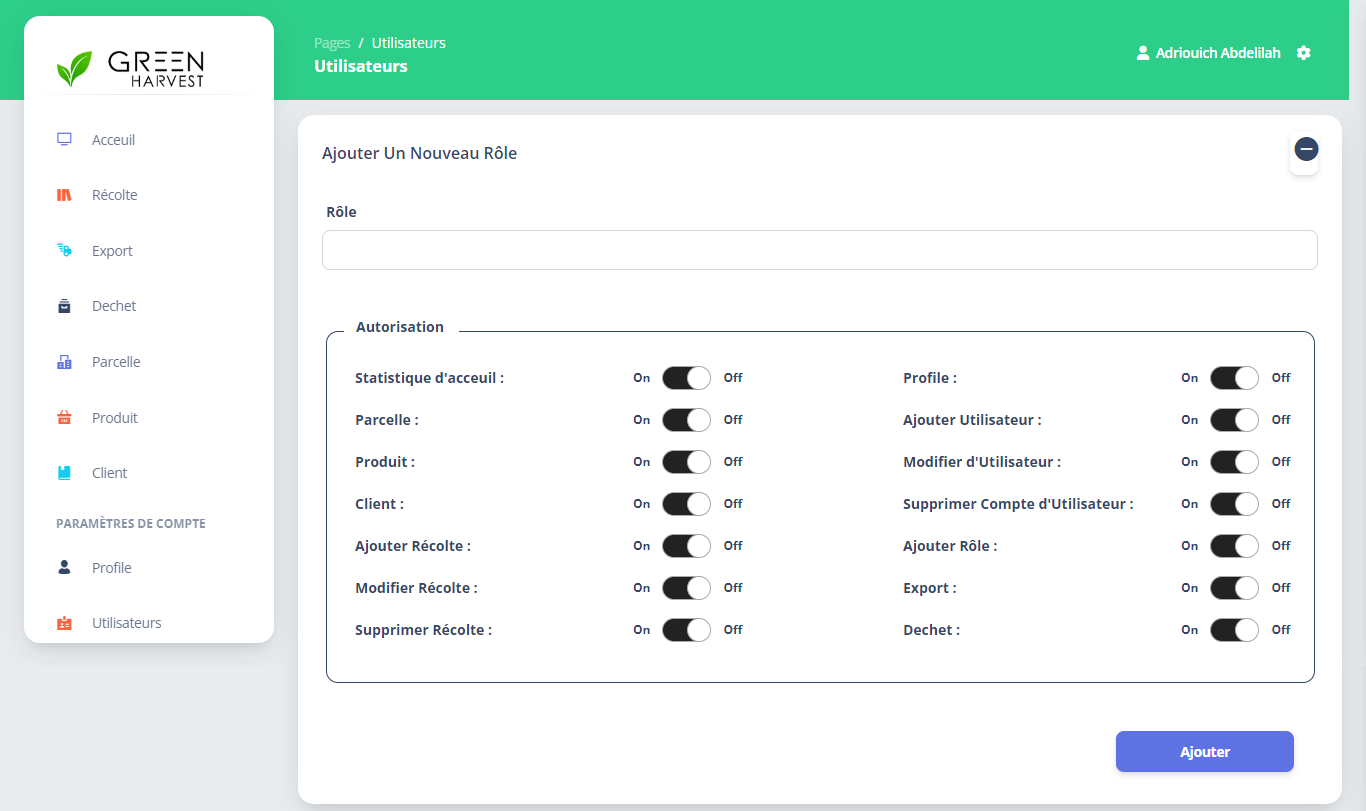 GREEN
HARVEST
Acceuil
Récolte
Export
Dechet
Parcelle
Produit
Client
PARAMÈTRES DE COMPTE
Profile
Utilisateurs
Pages / Utilisateurs
Utilisateurs
Adriouich Abdelilah
Ajouter Un Nouveau Rôle
Rôle
Autorisation
Statistique d'acceuil : On Off
Profile : On Off
Parcelle : On Off
Ajouter Utilisateur : On Off
Produit : On Off
Modifier d'Utilisateur : On Off
Client : On Off
Supprimer Compte d'Utilisateur : On Off
Ajouter Récolte : On Off
Ajouter Rôle : On Off
Modifier Récolte : On Off
Export : On Off
Supprimer Récolte : On Off
Dechet : On Off
Ajouter